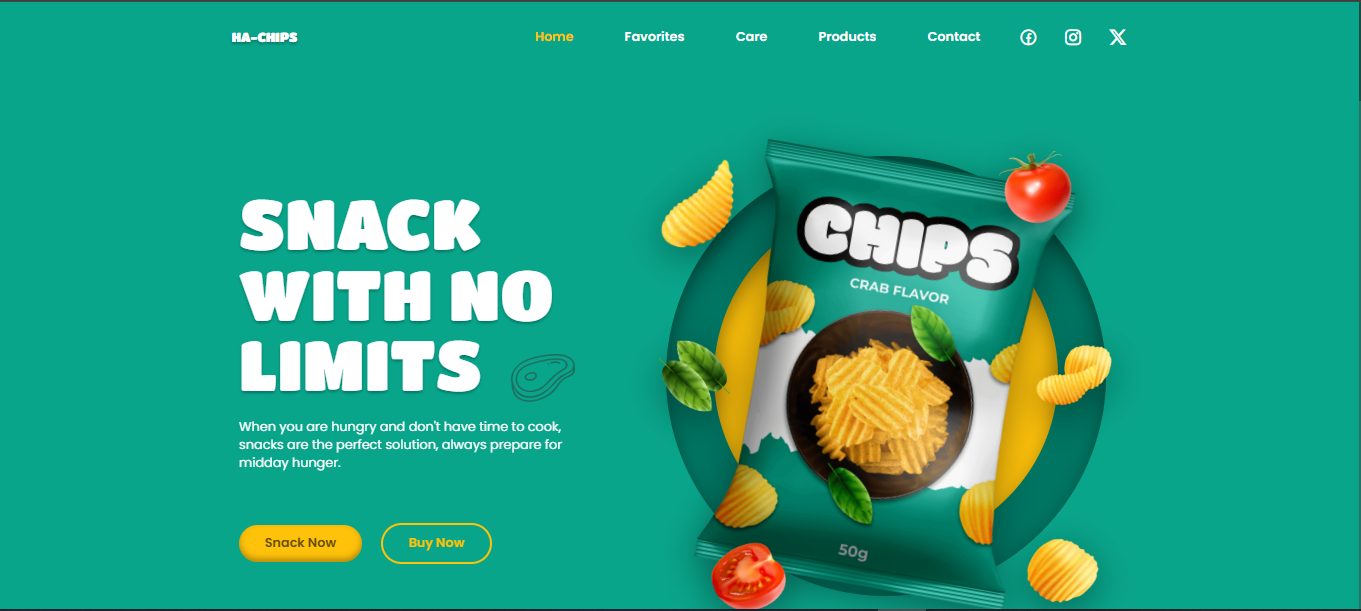 HA-CHIPS
Home Favorites Care Products Contact
SNACK
WITH NO
LIMITS
When you are hungry and don't have time to cook,
snacks are the perfect solution, always prepare for
midday hunger.
Snack Now Buy Now
CHIPS
CRAB FLAVOR
50g